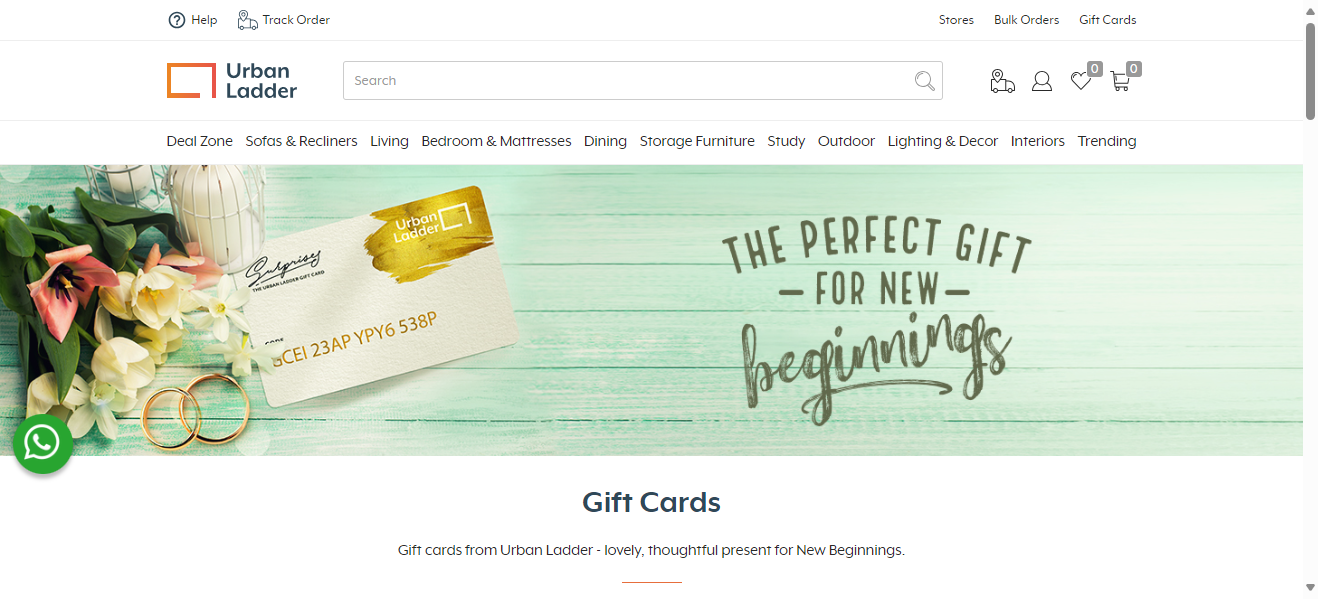 Help Track Order Stores Bulk Orders Gift Cards
Urban
Ladder
Search
0 0
Deal Zone Sofas & Recliners Living Bedroom & Mattresses Dining Storage Furniture Study Outdoor Lighting & Decor Interiors Trending
Urban
Ladder
Surprise
THE URBAN LADDER GIFT CARD
CODE
GCEI 23AP YPY6 538P
THE PERFECT GIFT
FOR NEW
beginnings
Gift Cards
Gift cards from Urban Ladder - lovely, thoughtful present for New Beginnings.